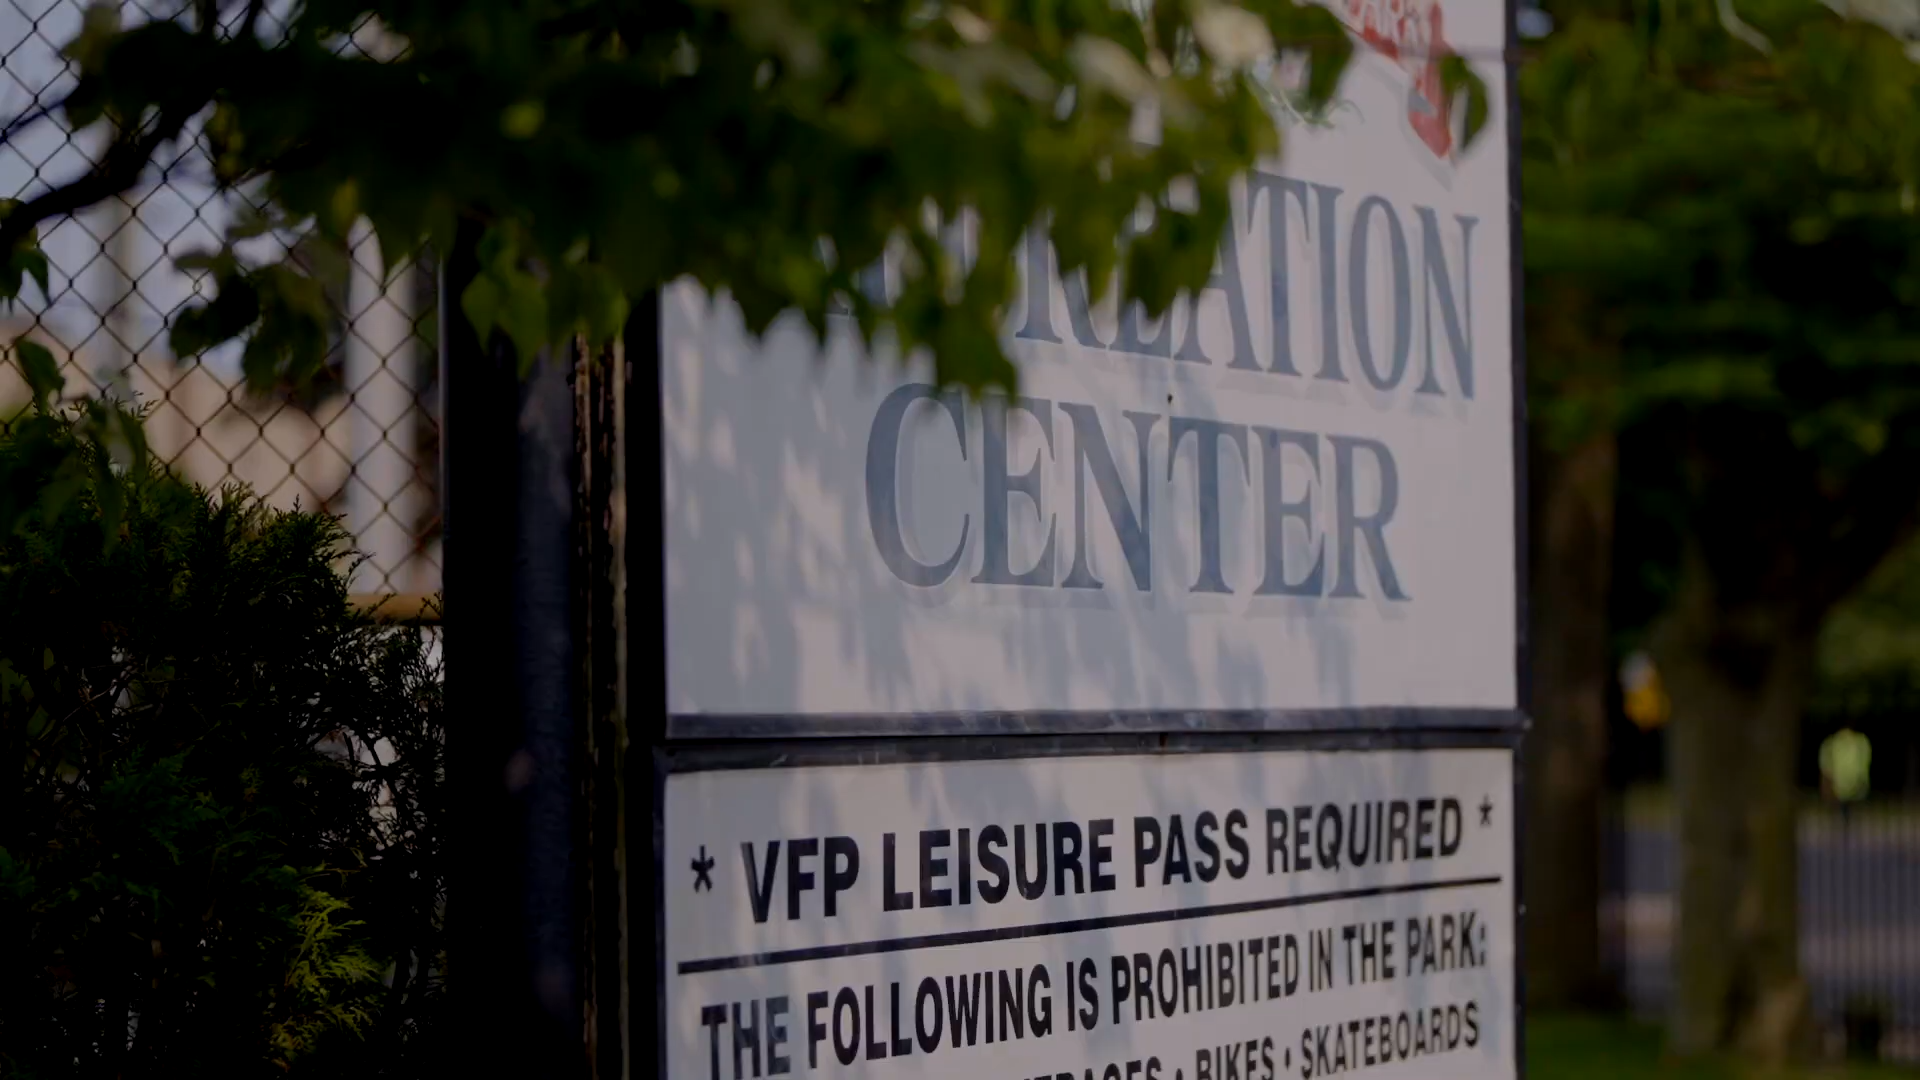 CENTER
* VFP LEISURE PASS REQUIRED *
THE FOLLOWING IS PROHIBITED IN THE PARK:
• BIKES • SKATEBOARDS